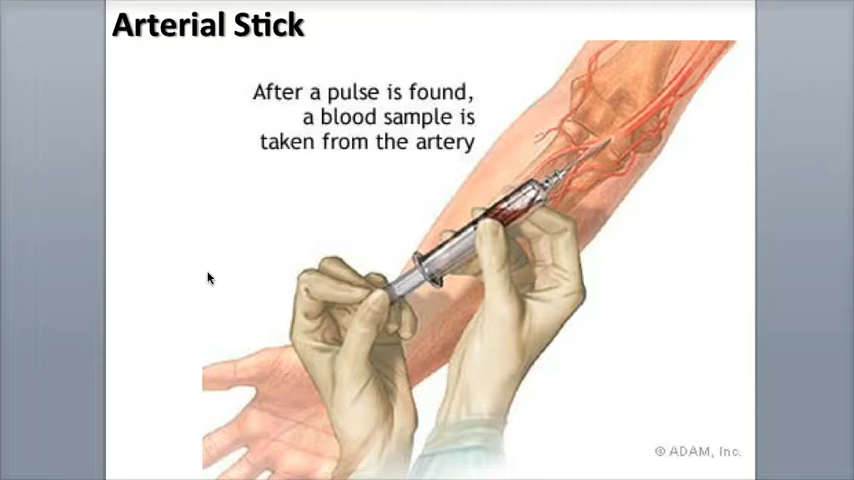 Arterial Stick
After a pulse is found,
a blood sample is
taken from the artery
© ADAM, Inc.